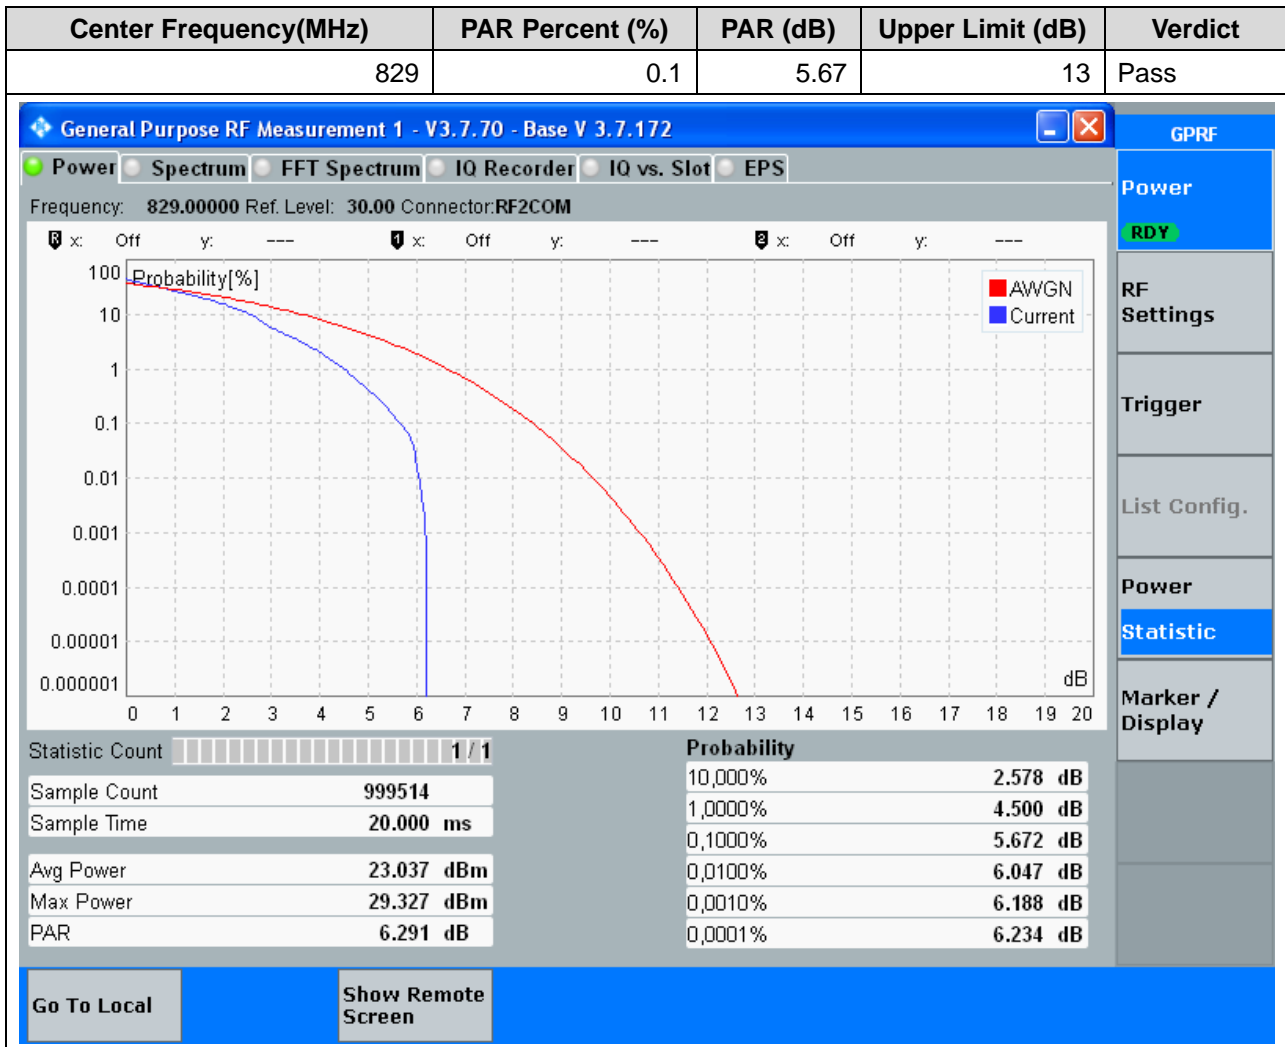 Center Frequency(MHz) PAR Percent (%) PAR (dB) Upper Limit (dB) Verdict
829 0.1 5.67 13 Pass
General Purpose RF Measurement 1 - V3.7.70 - Base V 3.7.172
GPRF
Power Spectrum FFT Spectrum IQ Recorder IQ vs. Slot EPS
Power
RDY
Frequency: 829.00000 Ref. Level: 30.00 Connector:RF2COM
R x: Off y: --- 1 x: Off y: --- 2 x: Off y: ---
Probability[%]
AWGN
Current
100
10
1
0.1
0.01
0.001
0.0001
0.00001
0.000001
dB
0 1 2 3 4 5 6 7 8 9 10 11 12 13 14 15 16 17 18 19 20
RF
Settings
Trigger
List Config.
Power
Statistic
Marker /
Display
Statistic Count 1 / 1
Sample Count 999514
Sample Time 20.000 ms
Avg Power 23.037 dBm
Max Power 29.327 dBm
PAR 6.291 dB
Probability
10,000% 2.578 dB
1,0000% 4.500 dB
0,1000% 5.672 dB
0,0100% 6.047 dB
0,0010% 6.188 dB
0,0001% 6.234 dB
Go To Local
Show Remote
Screen